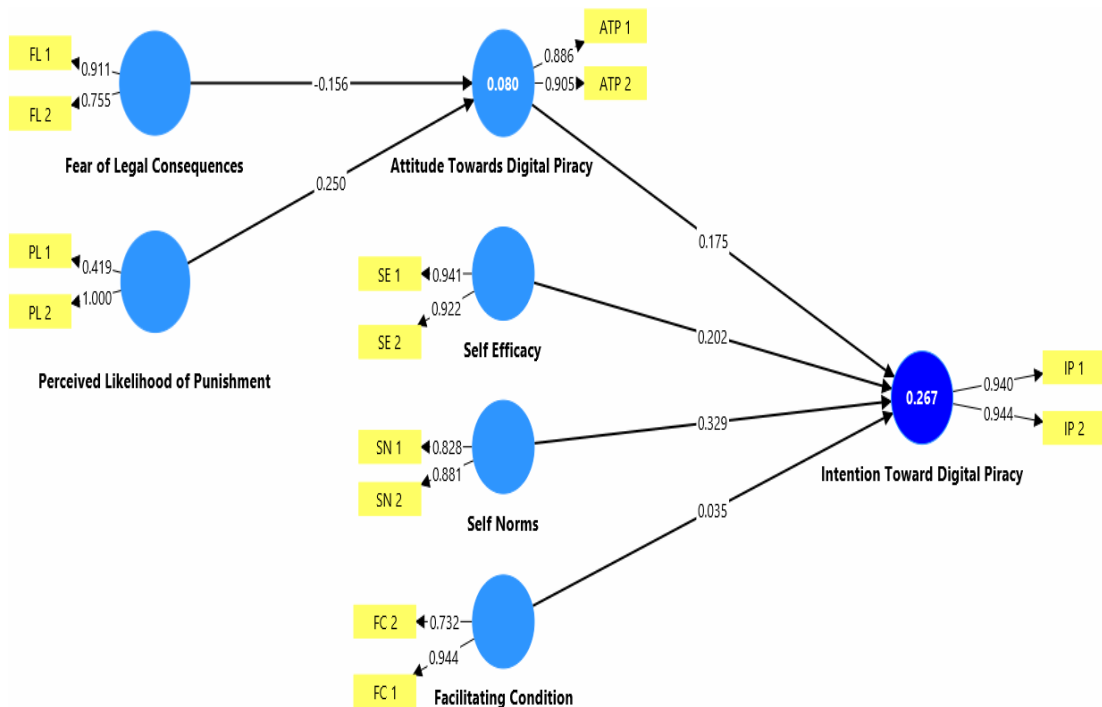 FL 1
0.911
FL 2
0.755
Fear of Legal Consequences
-0.156
0.080
ATP 1
0.886
0.905
ATP 2
Attitude Towards Digital Piracy
0.250
PL 1
0.419
PL 2
1.000
Perceived Likelihood of Punishment
0.175
SE 1
0.941
0.922
SE 2
Self Efficacy
0.202
SN 1
0.828
SN 2
0.881
Self Norms
0.329
0.267
0.940
IP 1
0.944
IP 2
Intention Toward Digital Piracy
0.035
FC 2
0.732
0.944
FC 1
Facilitating Condition